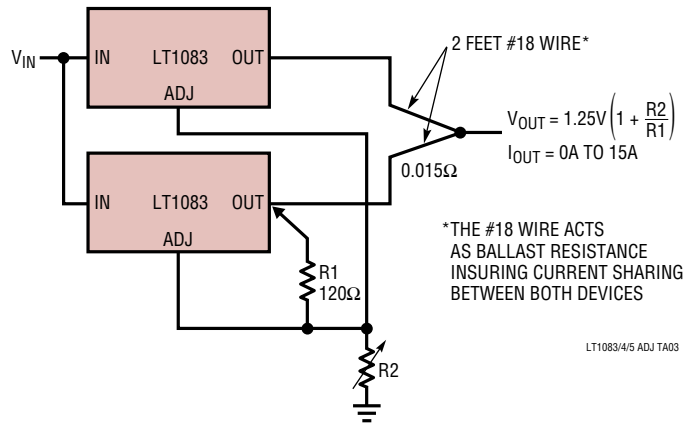 2 FEET #18 WIRE*
V_IN
IN
LT1083
OUT
ADJ
V_OUT = 1.25V (1 + R2/R1)
I_OUT = 0A TO 15A
0.015Ω
IN
LT1083
OUT
ADJ
R1
120Ω
*THE #18 WIRE ACTS
AS BALLAST RESISTANCE
INSURING CURRENT SHARING
BETWEEN BOTH DEVICES
LT1083/4/5 ADJ TA03
R2